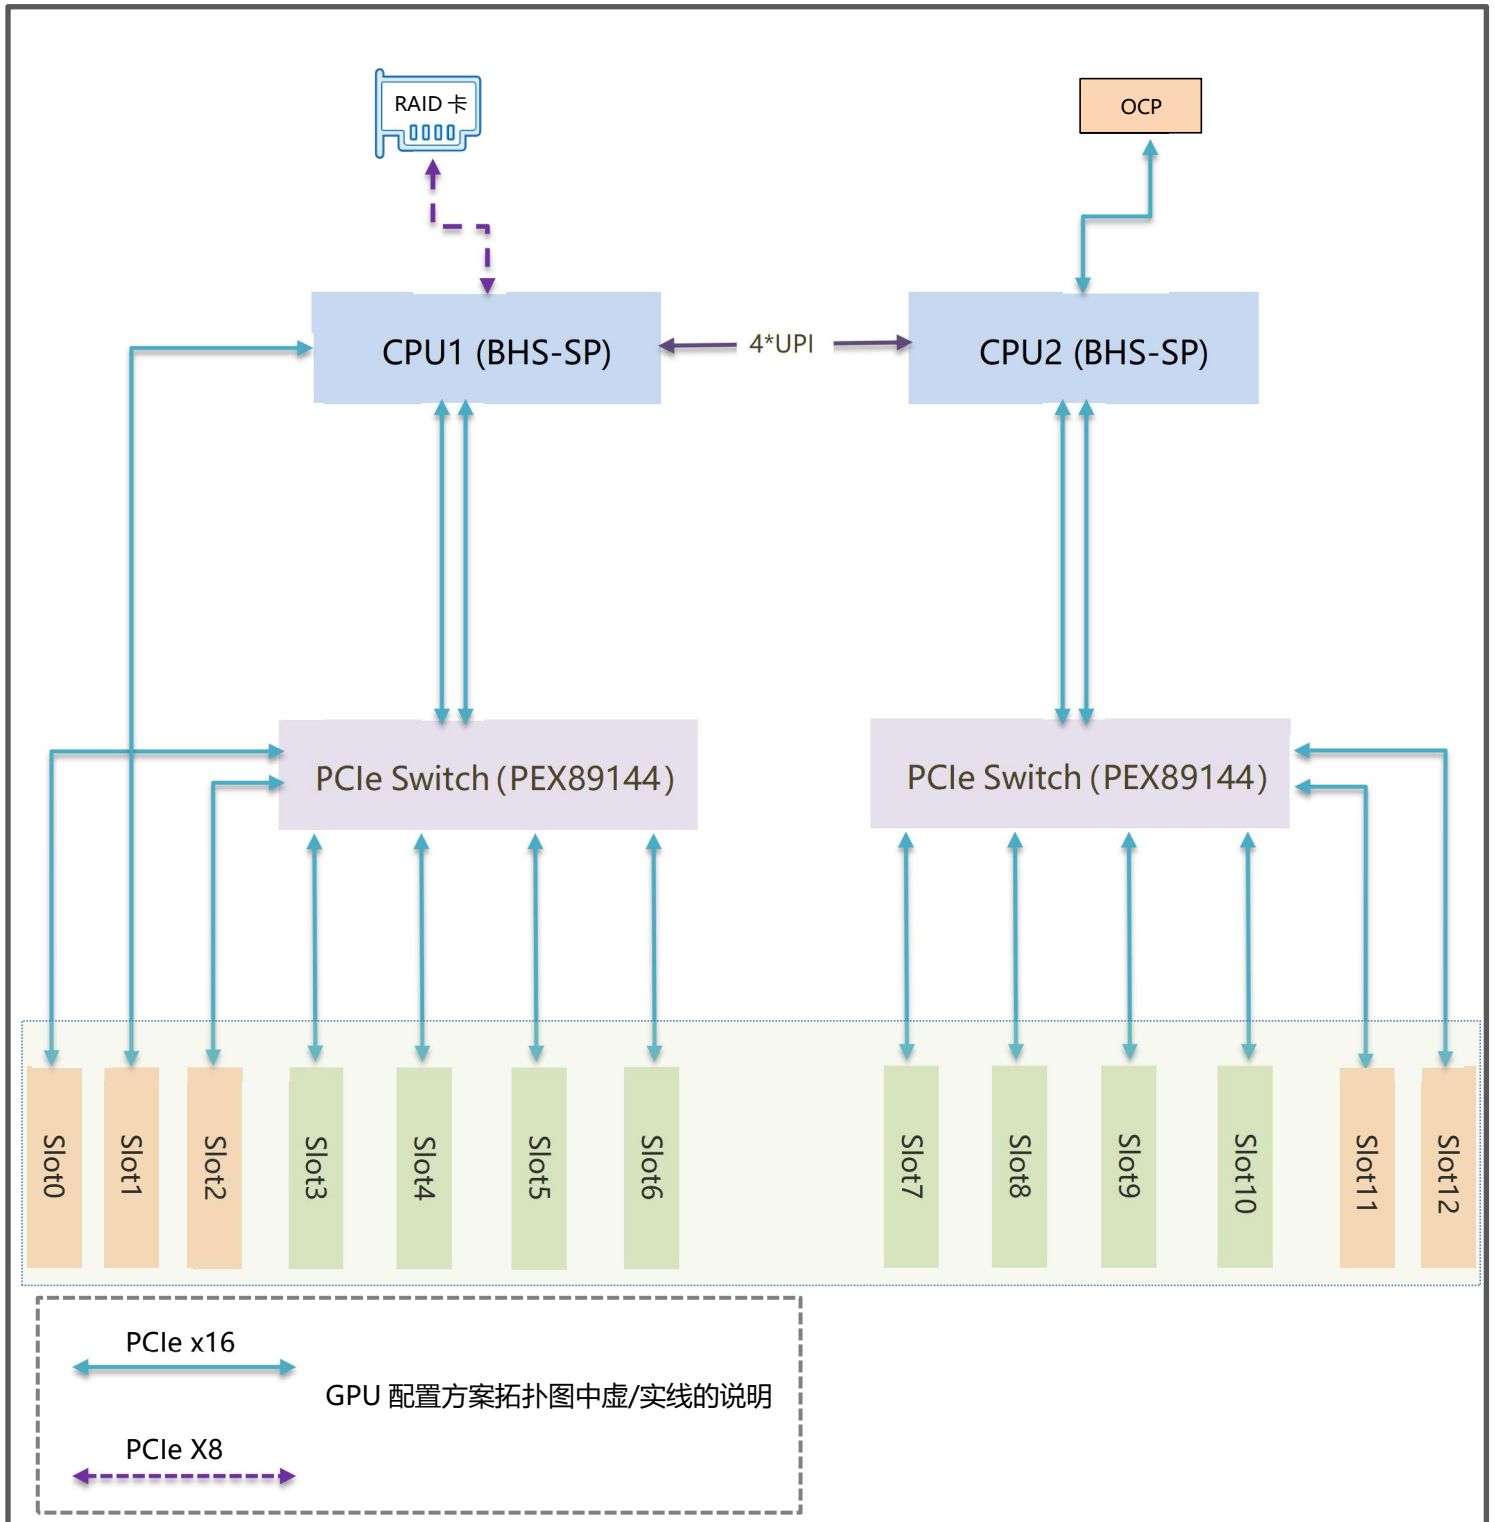 RAID 卡
OCP
CPU1 (BHS-SP)
4*UPI
CPU2 (BHS-SP)
PCIe Switch (PEX89144)
PCIe Switch (PEX89144)
Slot0
Slot1
Slot2
Slot3
Slot4
Slot5
Slot6
Slot7
Slot8
Slot9
Slot10
Slot11
Slot12
PCIe x16
GPU 配置方案拓扑图中虚/实线的说明
PCIe X8